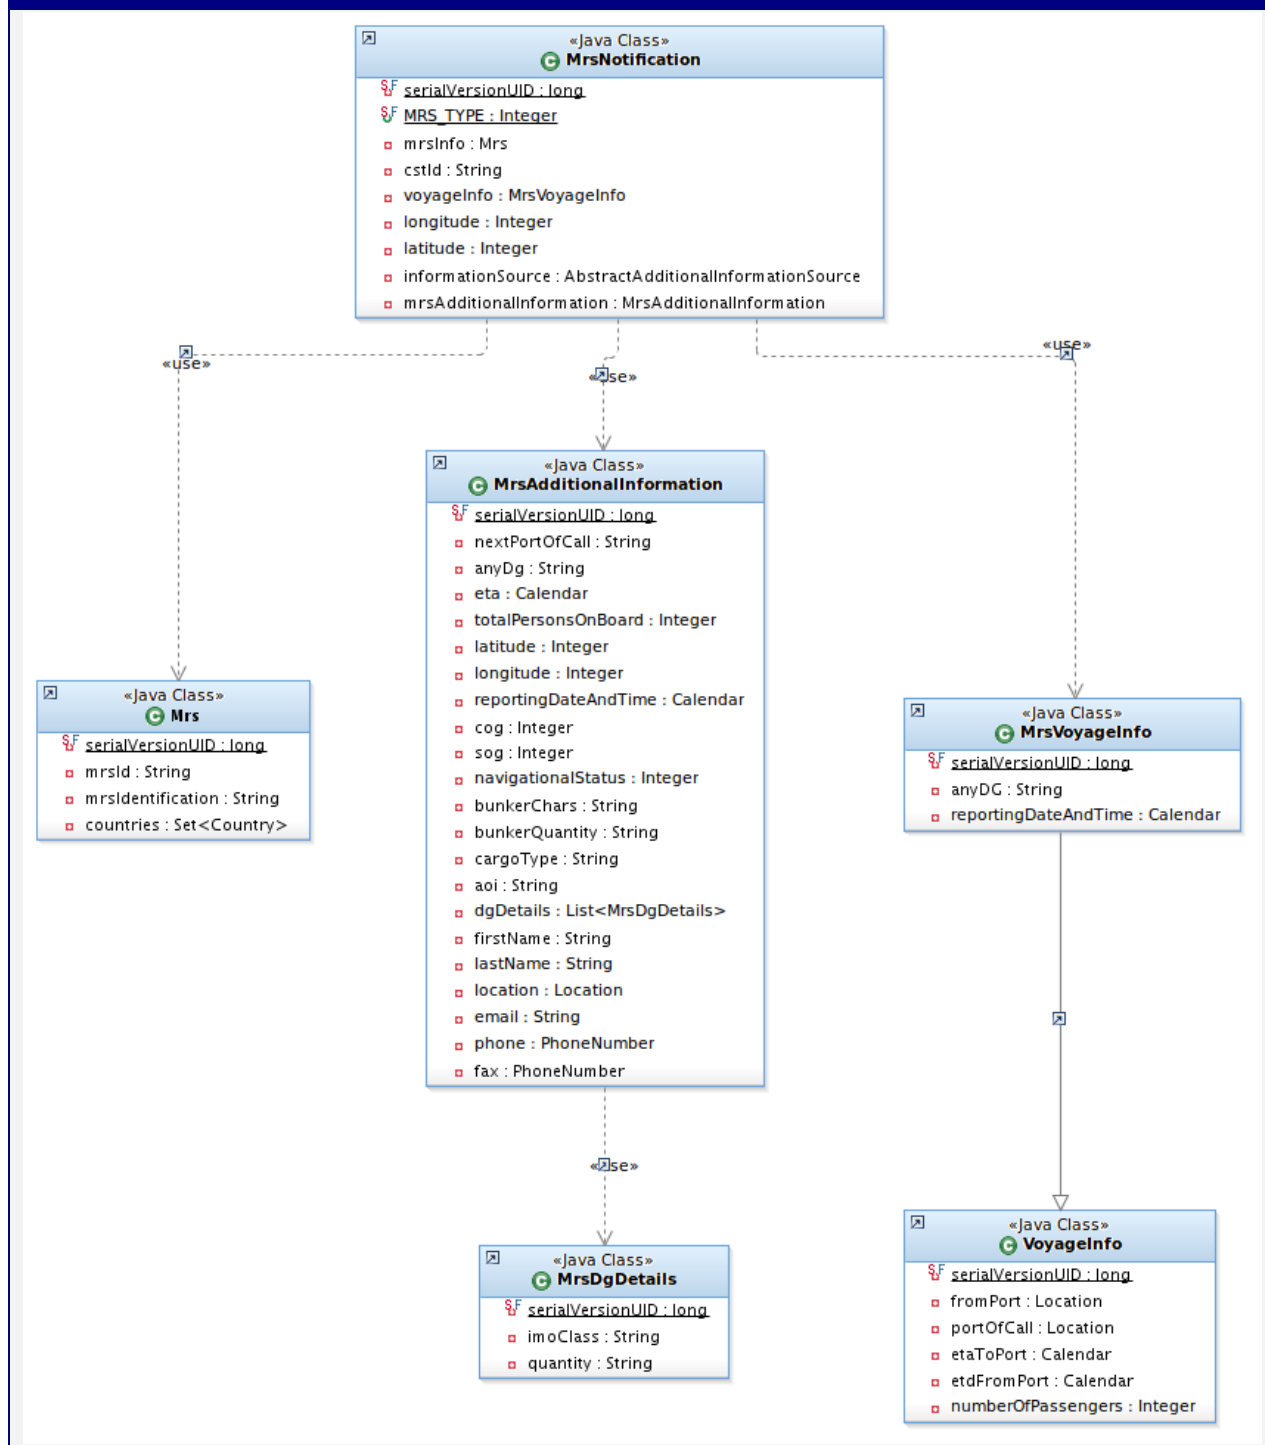 «Java Class»
MrsNotification
serialVersionUID : long
MRS_TYPE : Integer
mrsInfo : Mrs
cstId : String
voyageInfo : MrsVoyageInfo
longitude : Integer
latitude : Integer
informationSource : AbstractAdditionalInformationSource
mrsAdditionalInformation : MrsAdditionalInformation
«use»
«use»
«use»
«Java Class»
MrsAdditionalInformation
serialVersionUID : long
nextPortOfCall : String
anyDg : String
eta : Calendar
totalPersonsOnBoard : Integer
latitude : Integer
longitude : Integer
reportingDateAndTime : Calendar
cog : Integer
sog : Integer
navigationalStatus : Integer
bunkerChars : String
bunkerQuantity : String
cargoType : String
aoi : String
dgDetails : List<MrsDgDetails>
firstName : String
lastName : String
location : Location
email : String
phone : PhoneNumber
fax : PhoneNumber
«Java Class»
Mrs
serialVersionUID : long
mrsId : String
mrsIdentification : String
countries : Set<Country>
«Java Class»
MrsVoyageInfo
serialVersionUID : long
anyDG : String
reportingDateAndTime : Calendar
«use»
«Java Class»
MrsDgDetails
serialVersionUID : long
imoClass : String
quantity : String
«Java Class»
VoyageInfo
serialVersionUID : long
fromPort : Location
portOfCall : Location
etaToPort : Calendar
etdFromPort : Calendar
numberOfPassengers : Integer